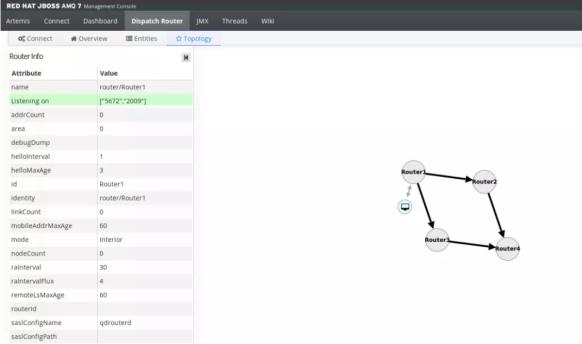 RED HAT JBOSS AMQ 7 Management Console
Artemis Connect Dashboard Dispatch Router JMX Threads Wiki
Connect Overview Entities Topology
Router Info
Attribute Value
name router/Router1
Listening on ["5672","2009"]
addrCount 0
area 0
debugDump
helloInterval 1
helloMaxAge 3
id Router1
identity router/Router1
linkCount 0
mobileAddrMaxAge 60
mode interior
nodeCount 0
raInterval 30
raIntervalFlux 4
remoteLsMaxAge 60
routerId
saslConfigName qdrouterd
saslConfigPath
Router1
Router2
Router3
Router4